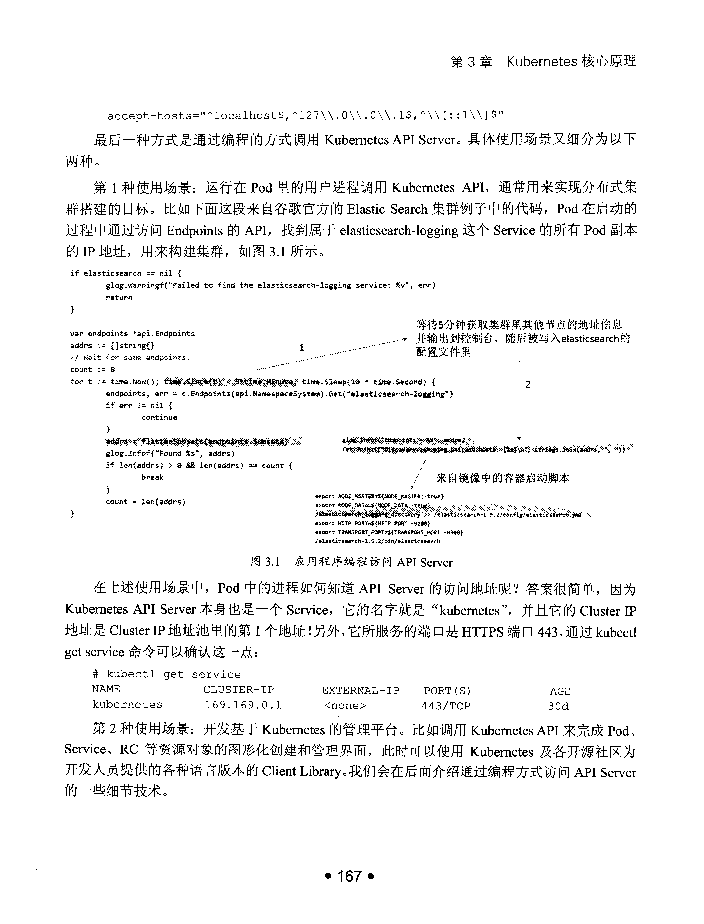 第 3 章 Kubernetes 核心原理
accept-hosts="^localhost$,^127\\.0\\.0\\.1$,^\\[::1\\]$"
最后一种方式是通过编程的方式调用 Kubernetes API Server。具体使用场景又细分为以下
两种。
第 1 种使用场景：运行在 Pod 里的用户进程调用 Kubernetes API，通常用来实现分布式集
群搭建的目标。比如下面这段来自谷歌官方的 Elastic Search 集群例子中的代码，Pod 在启动的
过程中通过访问 Endpoints 的 API，找到属于 elasticsearch-logging 这个 Service 的所有 Pod 副本
的 IP 地址，用来构建集群，如图 3.1 所示。
if elasticsearch == nil {
glog.Warningf("Failed to find the elasticsearch-logging service: %v", err)
return
}
var endpoints *api.Endpoints
addrs := []string{}
// Wait for some endpoints.
count := 0
for t := time.Now(); time.Sleep(10 * time.Second) {
endpoints, err = c.Endpoints(api.NamespaceSystem).Get("elasticsearch-logging")
if err != nil {
continue
}
glog.Infof("Found %s", addrs)
if len(addrs) > 0 && len(addrs) == count {
break
}
count = len(addrs)
}
1
等待5分钟获取集群里其他节点的地址信息
并输出到控制台，随后被写入elasticsearch的
配置文件里
2
来自镜像中的容器启动脚本
export NODE_MASTER=${NODE_MASTER:-true}
export NODE_DATA=${NODE_DATA:-true}
export HTTP_PORT=${HTTP_PORT:-9200}
export TRANSPORT_PORT=${TRANSPORT_PORT:-9300}
/elasticsearch-1.5.2/bin/elasticsearch
图 3.1 应用程序编程访问 API Server
在上述使用场景中，Pod 中的进程如何知道 API Server 的访问地址呢？答案很简单，因为
Kubernetes API Server 本身也是一个 Service，它的名字就是“kubernetes”，并且它的 Cluster IP
地址是 Cluster IP 地址池里的第 1 个地址！另外，它所服务的端口是 HTTPS 端口 443，通过 kubectl
get service 命令可以确认这一点：
# kubectl get service
NAME CLUSTER-IP EXTERNAL-IP PORT(S) AGE
kubernetes 169.169.0.1 <none> 443/TCP 30d
第 2 种使用场景：开发基于 Kubernetes 的管理平台。比如调用 Kubernetes API 来完成 Pod、
Service、RC 等资源对象的图形化创建和管理界面，此时可以使用 Kubernetes 及各开源社区为
开发人员提供的各种语言版本的 Client Library。我们会在后面介绍通过编程方式访问 API Server
的一些细节技术。
• 167 •